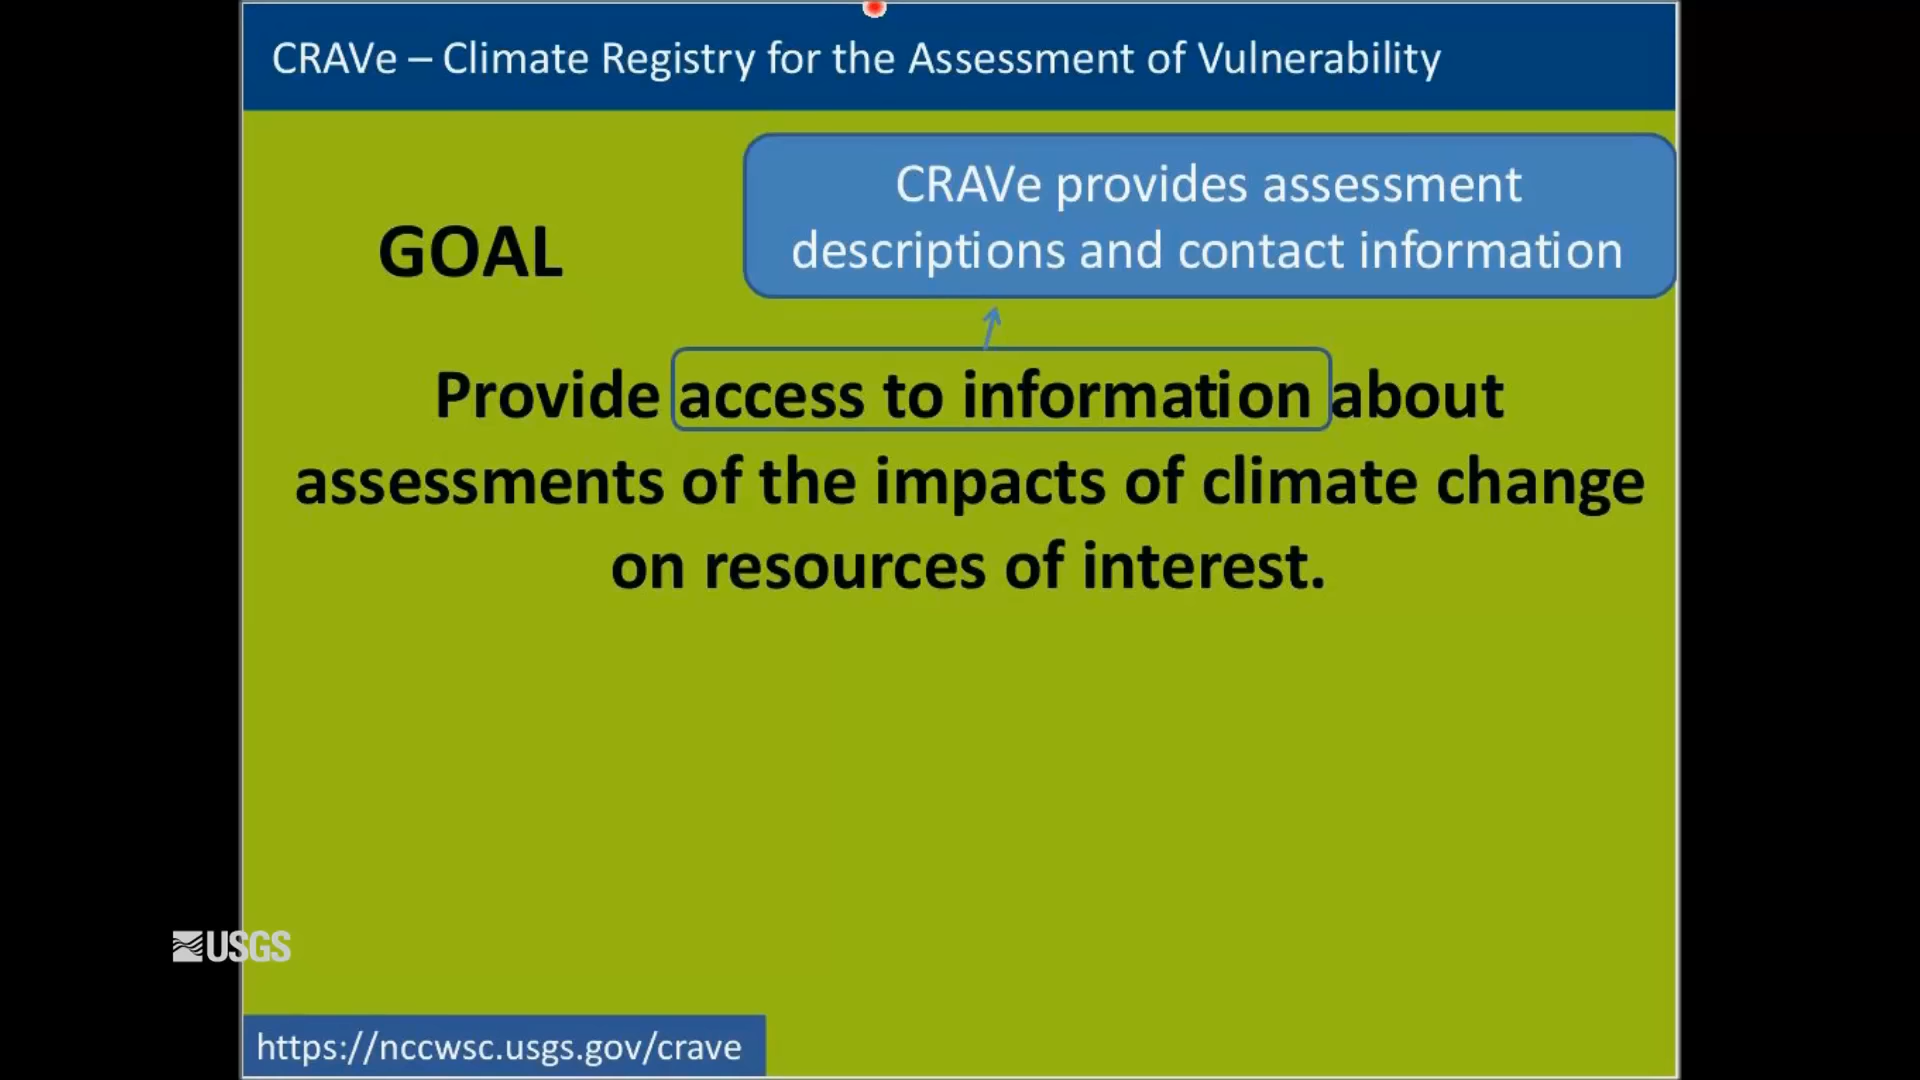 CRAVe – Climate Registry for the Assessment of Vulnerability
CRAVe provides assessment
descriptions and contact information
GOAL
Provide access to information about
assessments of the impacts of climate change
on resources of interest.
USGS
https://nccwsc.usgs.gov/crave